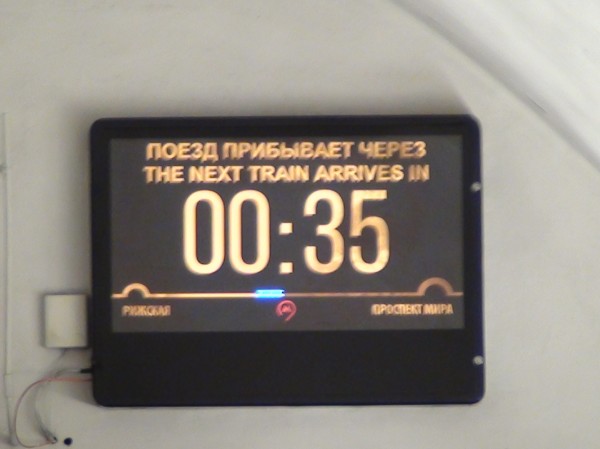 ПОЕЗД ПРИБЫВАЕТ ЧЕРЕЗ
THE NEXT TRAIN ARRIVES IN
00:35
РИЖСКАЯ
ПРОСПЕКТ МИРА